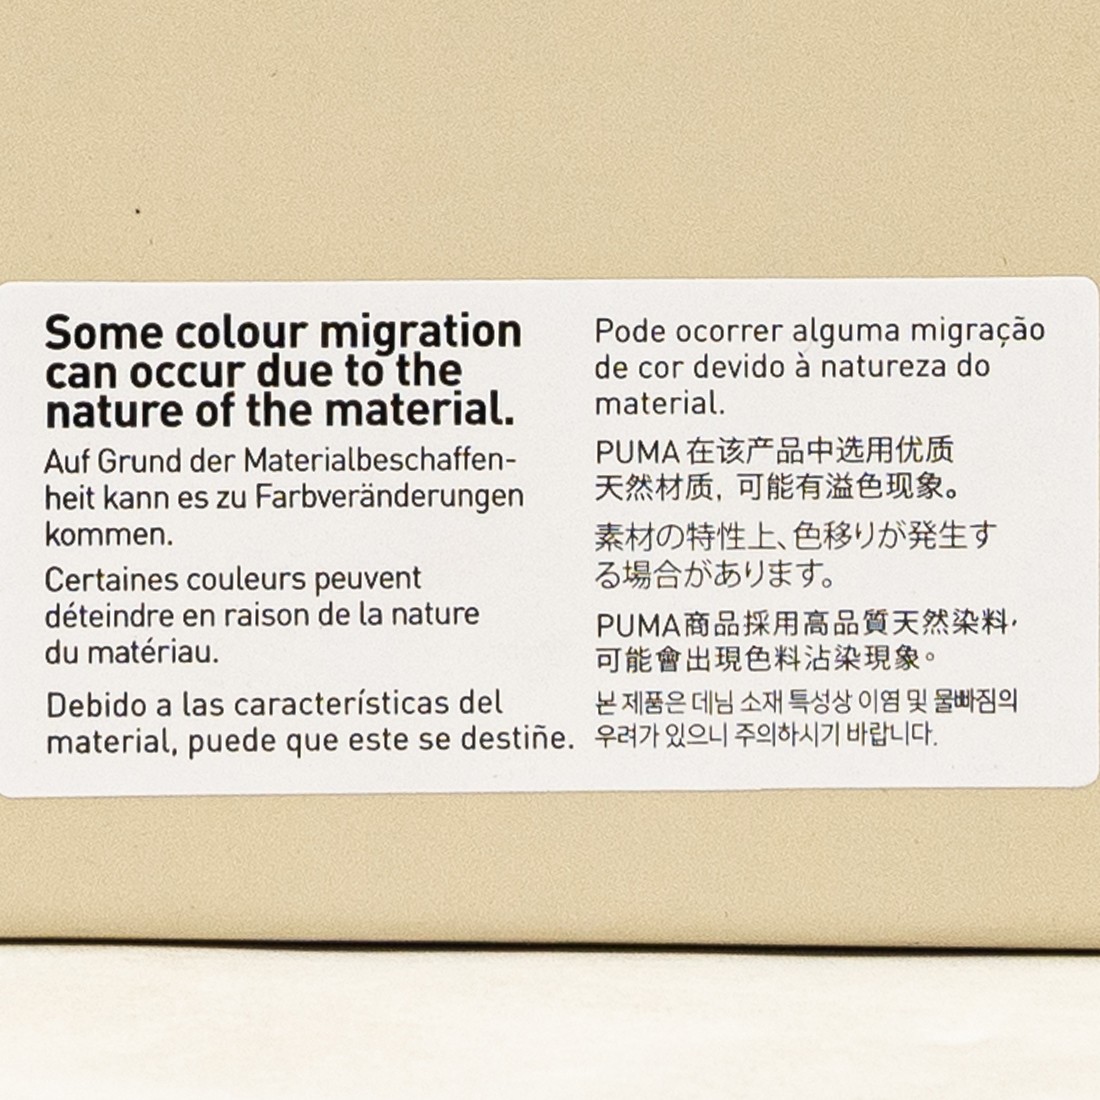 Some colour migration
can occur due to the
nature of the material.
Auf Grund der Materialbeschaffen-
heit kann es zu Farbveränderungen
kommen.
Certaines couleurs peuvent
déteindre en raison de la nature
du matériau.
Debido a las características del
material, puede que este se destiñe.
Pode ocorrer alguma migração
de cor devido à natureza do
material.
PUMA 在该产品中选用优质
天然材质, 可能有溢色现象。
素材の特性上、色移りが発生す
る場合があります。
PUMA商品採用高品質天然染料,
可能會出現色料沾染現象。
본 제품은 데님 소재 특성상 이염 및 물빠짐의
우려가 있으니 주의하시기 바랍니다.